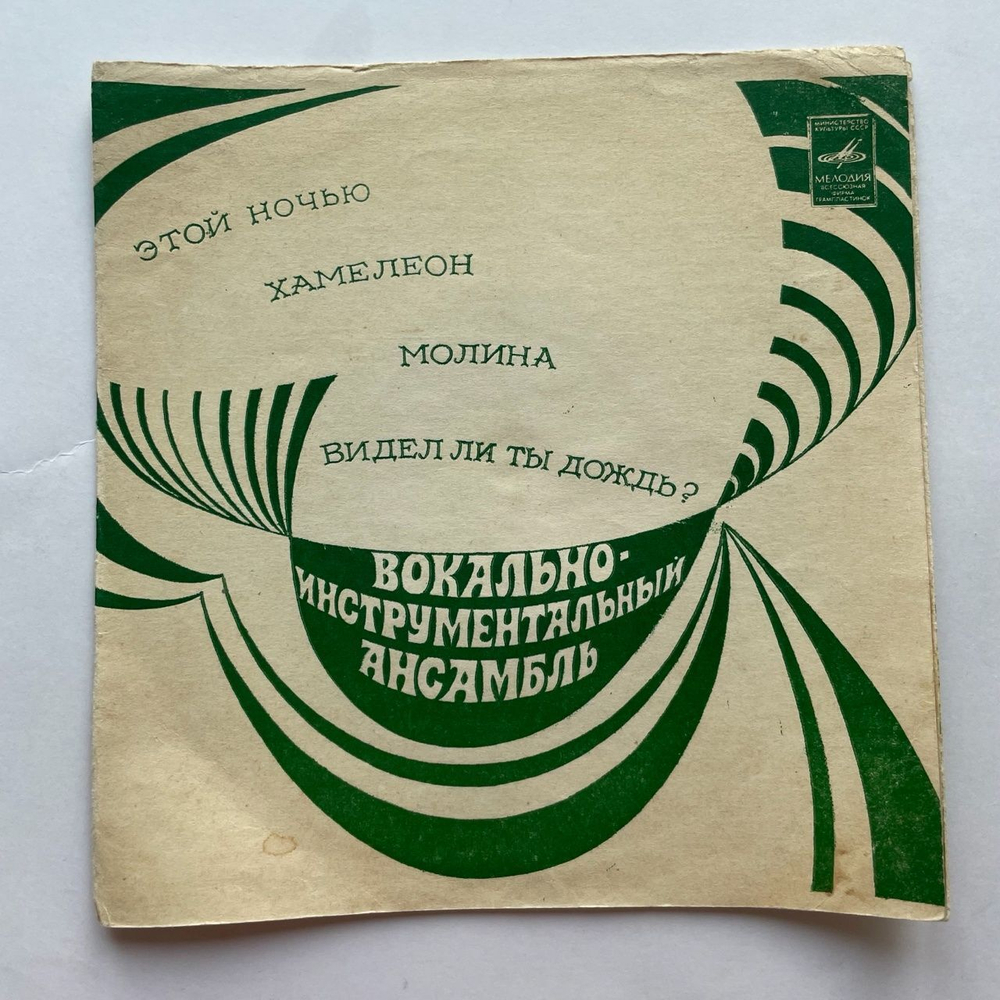 МИНИСТЕРСТВО
КУЛЬТУРЫ СССР
МЕЛОДИЯ
ВСЕСОЮЗНАЯ
ФИРМА
ГРАМПЛАСТИНОК
ЭТОЙ НОЧЬЮ
ХАМЕЛЕОН
МОЛИНА
ВИДЕЛ ЛИ ТЫ ДОЖДЬ?
ВОКАЛЬНО-
ИНСТРУМЕНТАЛЬНЫЙ
АНСАМБЛЬ